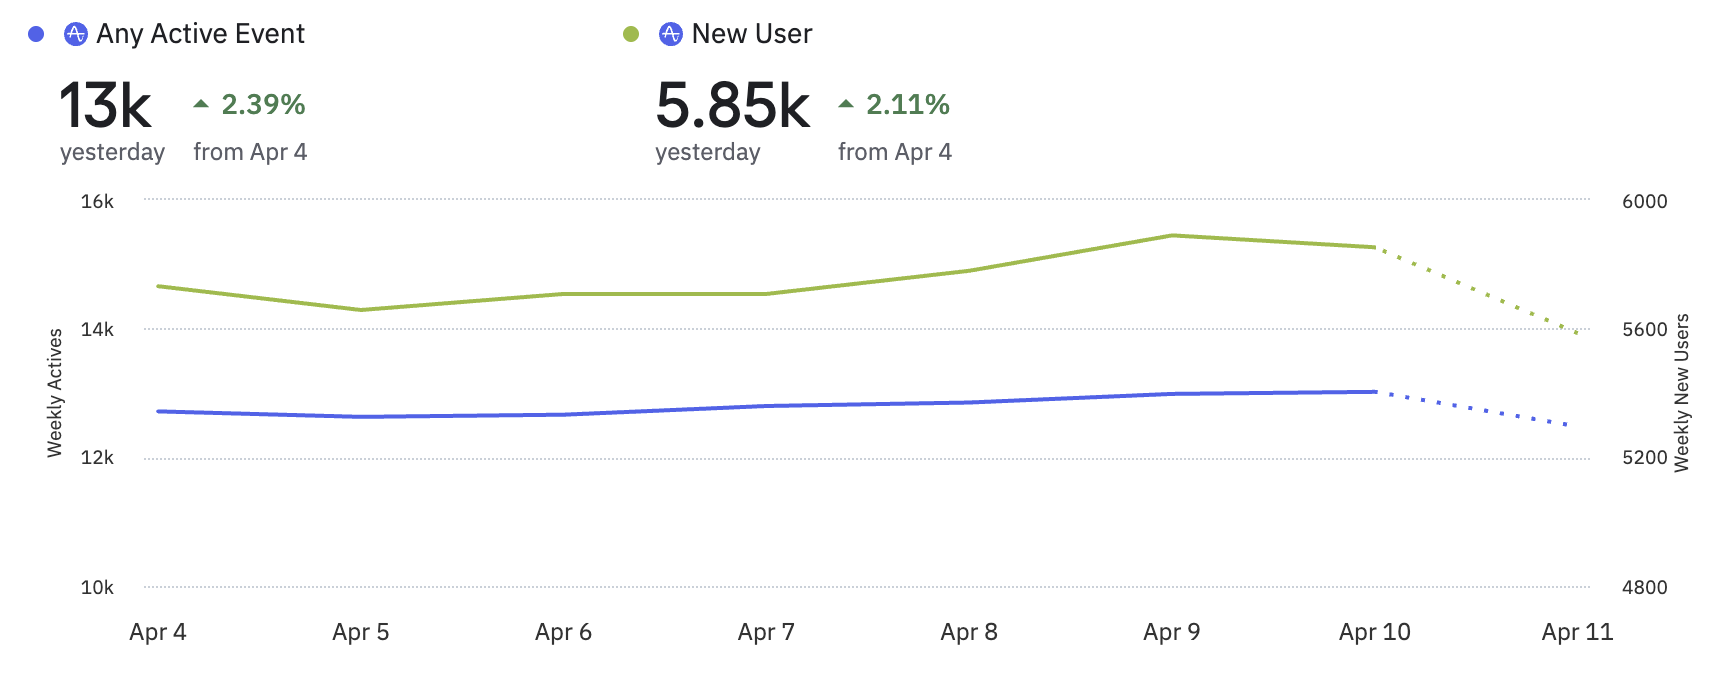 Any Active Event
New User
13k
2.39%
5.85k
2.11%
yesterday
from Apr 4
yesterday
from Apr 4
16k
6000
14k
5600
12k
5200
10k
4800
Weekly Actives
Weekly New Users
Apr 4
Apr 5
Apr 6
Apr 7
Apr 8
Apr 9
Apr 10
Apr 11